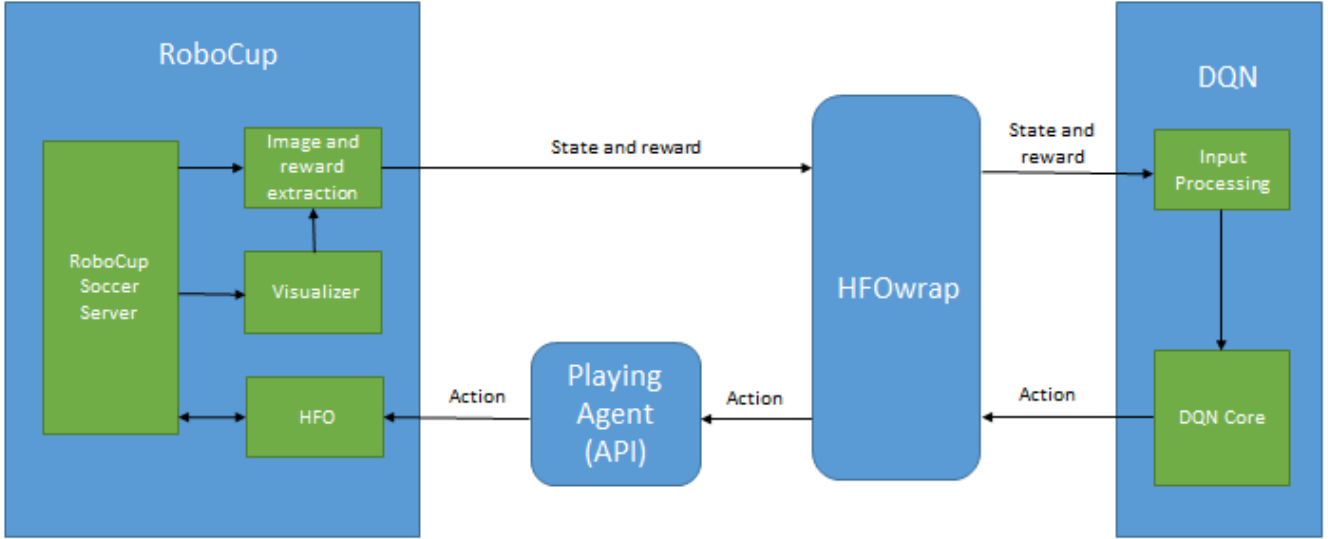 RoboCup
RoboCup
Soccer
Server
Image and
reward
extraction
Visualizer
HFO
State and reward
Action
Playing
Agent
(API)
Action
HFOwrap
State and
reward
Action
DQN
Input
Processing
DQN Core